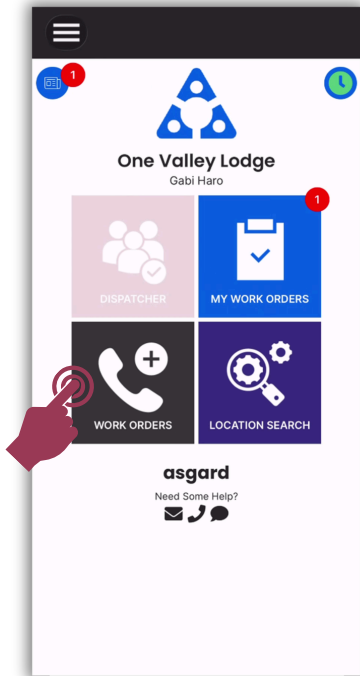 1
One Valley Lodge
Gabi Haro
1
DISPATCHER
MY WORK ORDERS
WORK ORDERS
LOCATION SEARCH
asgard
Need Some Help?